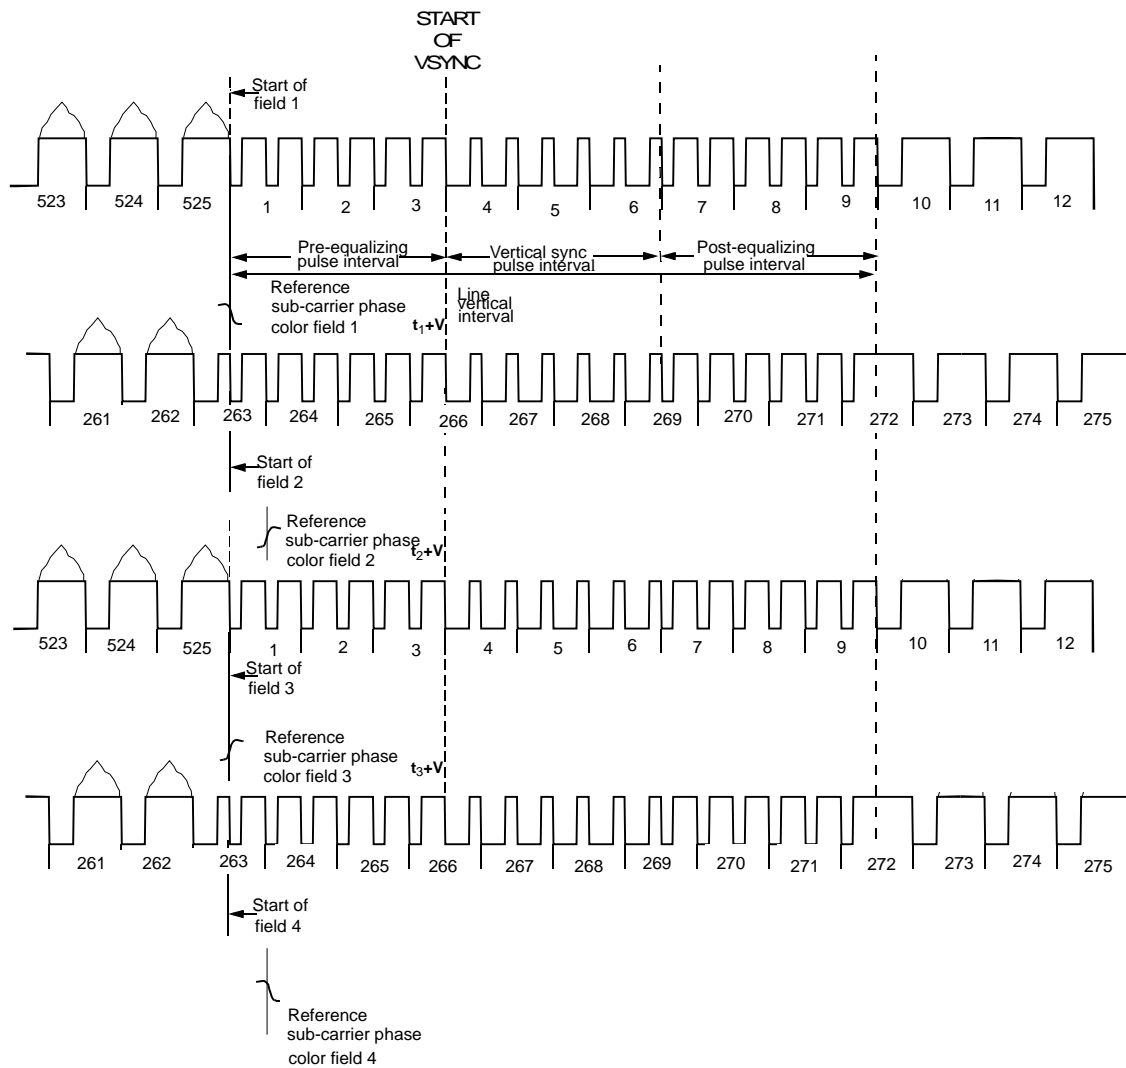 START
OF
VSYNC
Start of
field 1
523 524 525 1 2 3 4 5 6 7 8 9 10 11 12
Pre-equalizing
pulse interval
Vertical sync
pulse interval
Post-equalizing
pulse interval
Reference
sub-carrier phase
color field 1
t1+V
Line
vertical
interval
261 262 263 264 265 266 267 268 269 270 271 272 273 274 275
Start of
field 2
Reference
sub-carrier phase
color field 2
t2+V
523 524 525 1 2 3 4 5 6 7 8 9 10 11 12
Start of
field 3
Reference
sub-carrier phase
color field 3
t3+V
261 262 263 264 265 266 267 268 269 270 271 272 273 274 275
Start of
field 4
Reference
sub-carrier phase
color field 4